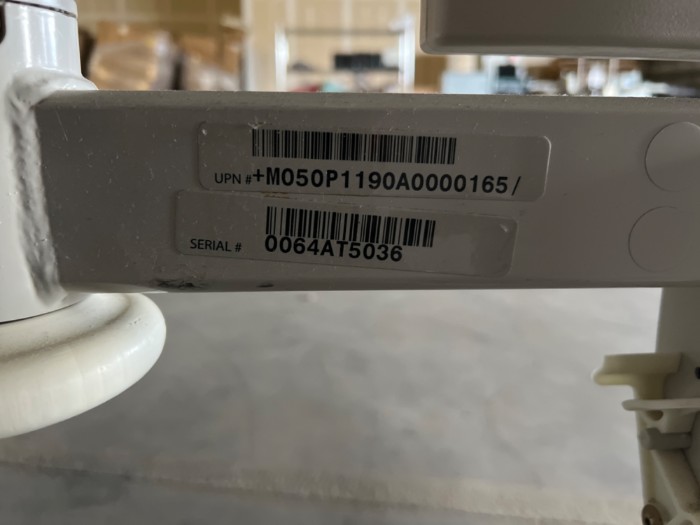 UPN # +M050P1190A0000165/
SERIAL # 0064AT5036